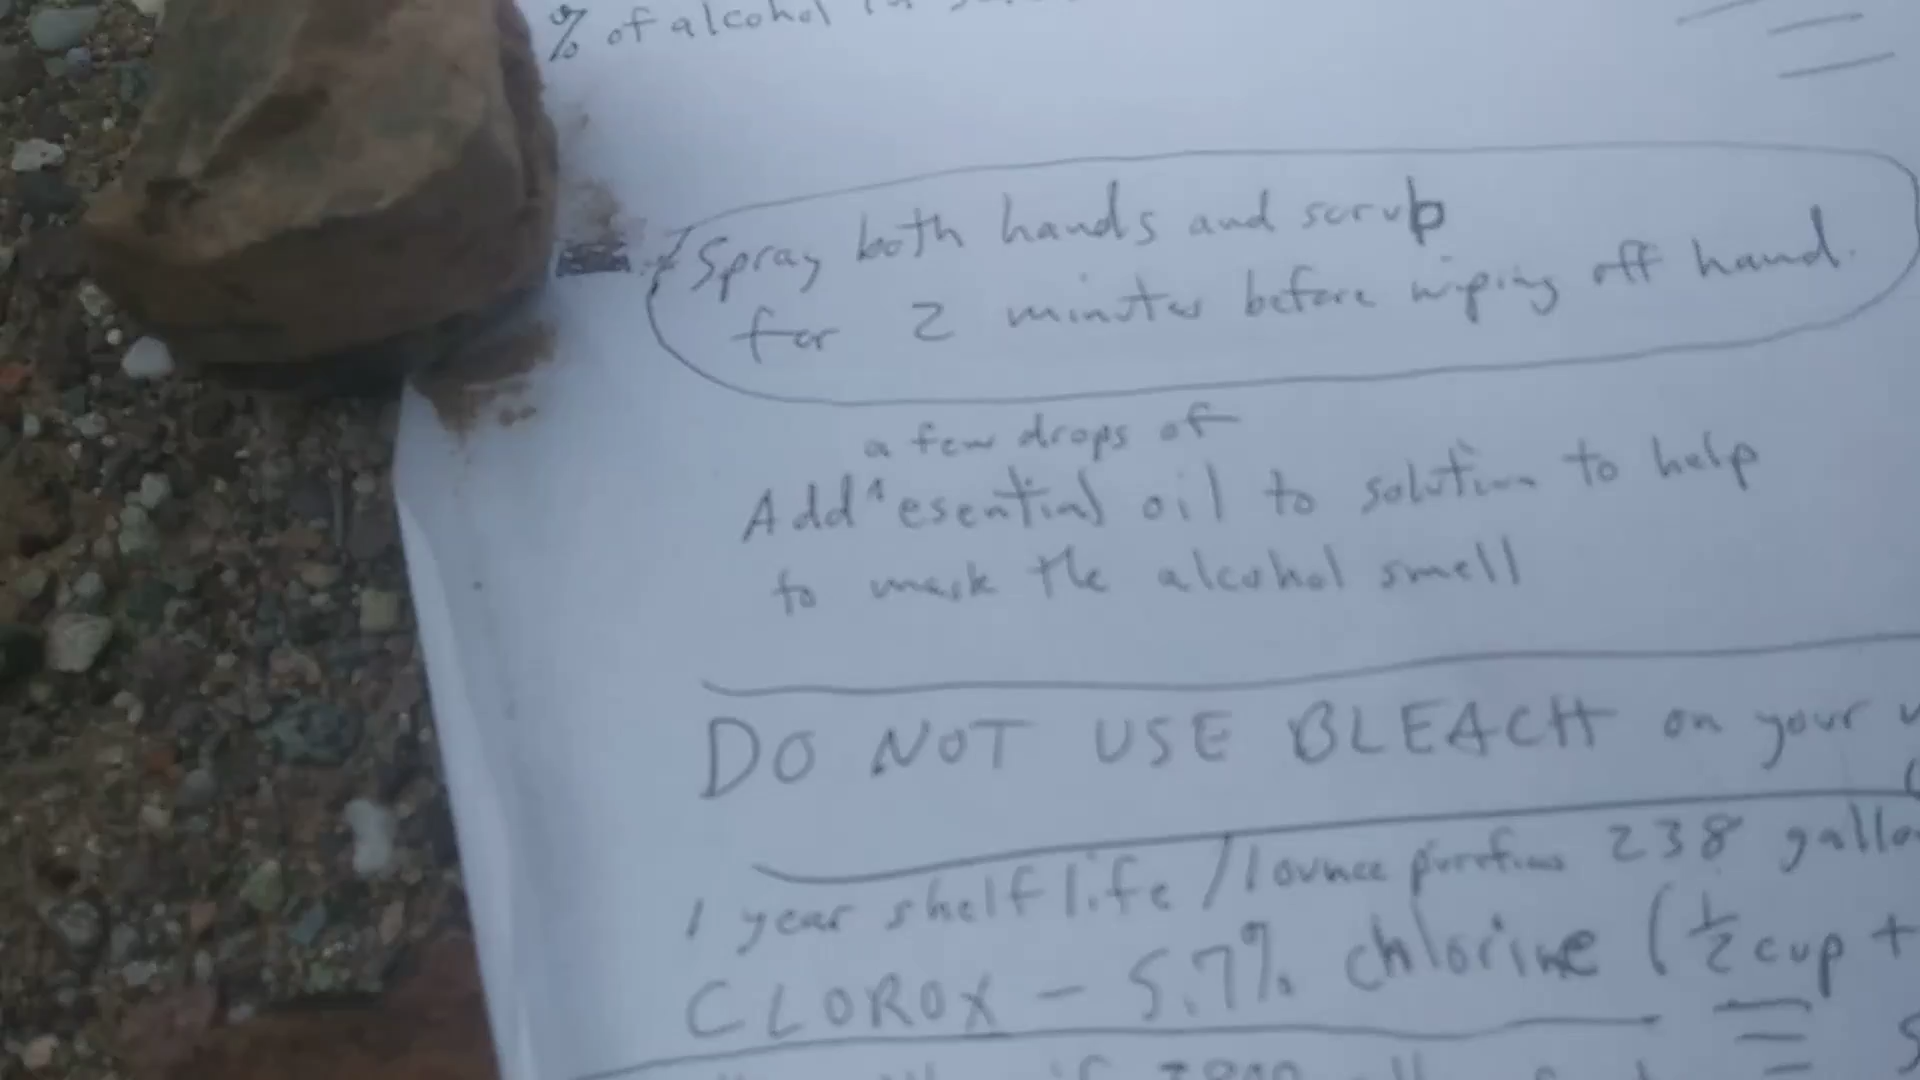 % of alcohol in
Spray both hands and scrub
for 2 minutes before wiping off hand.
a few drops of
Add ^ esential oil to solution to help
to mask the alcohol smell
DO NOT USE BLEACH on your
1 year shelf life / 1 ounce purifies 238
CLOROX - 5.7% chlorine (½ cup +